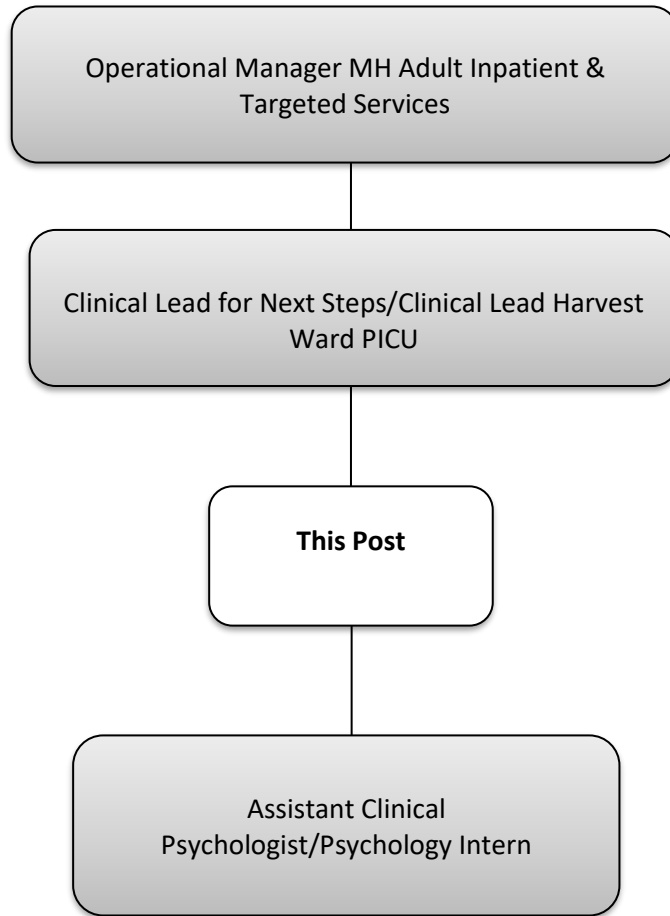 Operational Manager MH Adult Inpatient &
Targeted Services
Clinical Lead for Next Steps/Clinical Lead Harvest
Ward PICU
This Post
Assistant Clinical
Psychologist/Psychology Intern